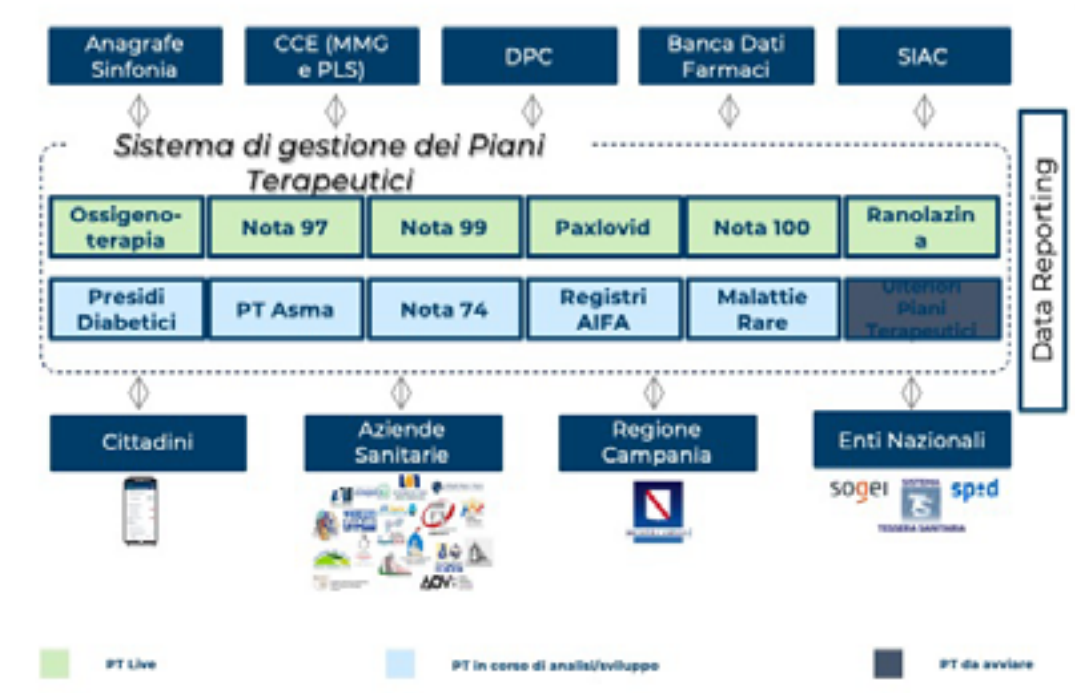 Anagrafe
Sinfonia
CCE (MMG
e PLS)
DPC
Banca Dati
Farmaci
SIAC
Sistema di gestione dei Piani
Terapeutici
Ossigeno-
terapia
Nota 97
Nota 99
Paxlovid
Nota 100
Ranolazin
a
Presidi
Diabetici
PT Asma
Nota 74
Registri
AIFA
Malattie
Rare
Ulteriori
Piani
Terapeutici
Data Reporting
Cittadini
Aziende
Sanitarie
Regione
Campania
Enti Nazionali
sogei
SISTEMA
TS
TESSERA SANITARIA
spid
AOV
PT Live
PT in corso di analisi/sviluppo
PT da avviare